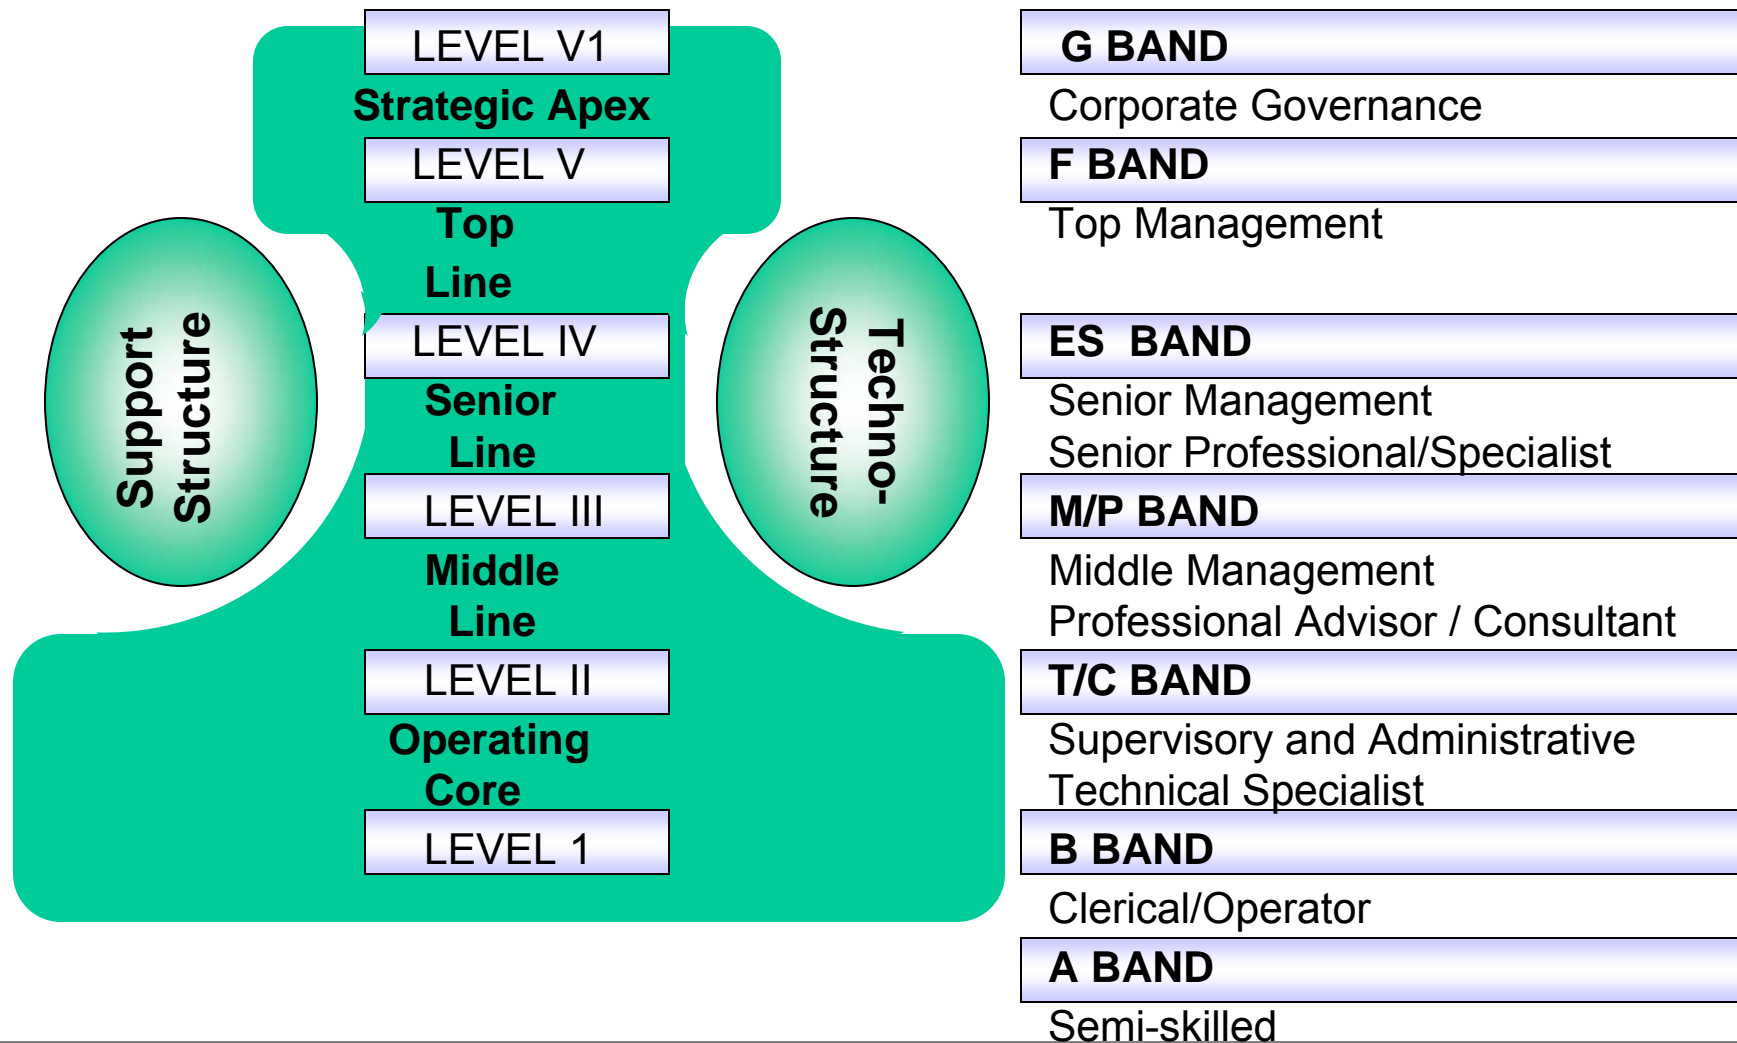 LEVEL V1
Strategic Apex
LEVEL V
Top
Line
LEVEL IV
Senior
Line
LEVEL III
Middle
Line
LEVEL II
Operating
Core
LEVEL 1
Support
Structure
Techno-
Structure
G BAND
Corporate Governance
F BAND
Top Management
ES BAND
Senior Management
Senior Professional/Specialist
M/P BAND
Middle Management
Professional Advisor / Consultant
T/C BAND
Supervisory and Administrative
Technical Specialist
B BAND
Clerical/Operator
A BAND
Semi-skilled